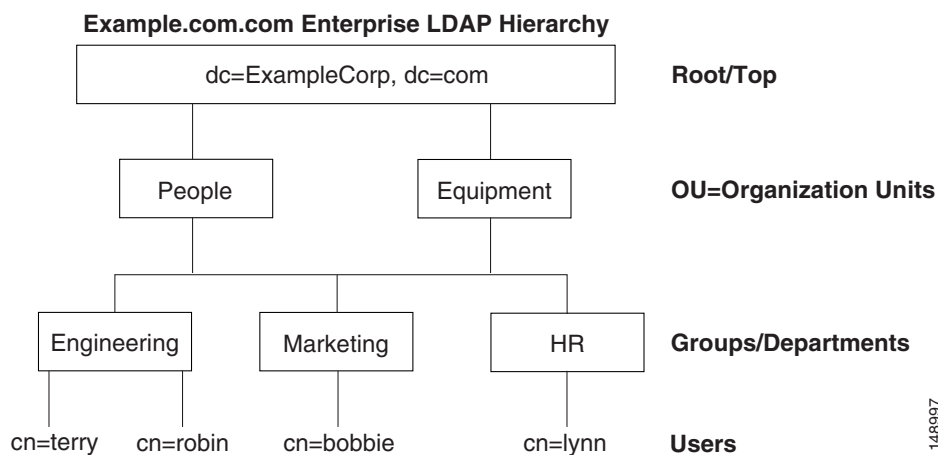 Example.com.com Enterprise LDAP Hierarchy
dc=ExampleCorp, dc=com
Root/Top
People
Equipment
OU=Organization Units
Engineering
Marketing
HR
Groups/Departments
cn=terry
cn=robin
cn=bobbie
cn=lynn
Users
148997